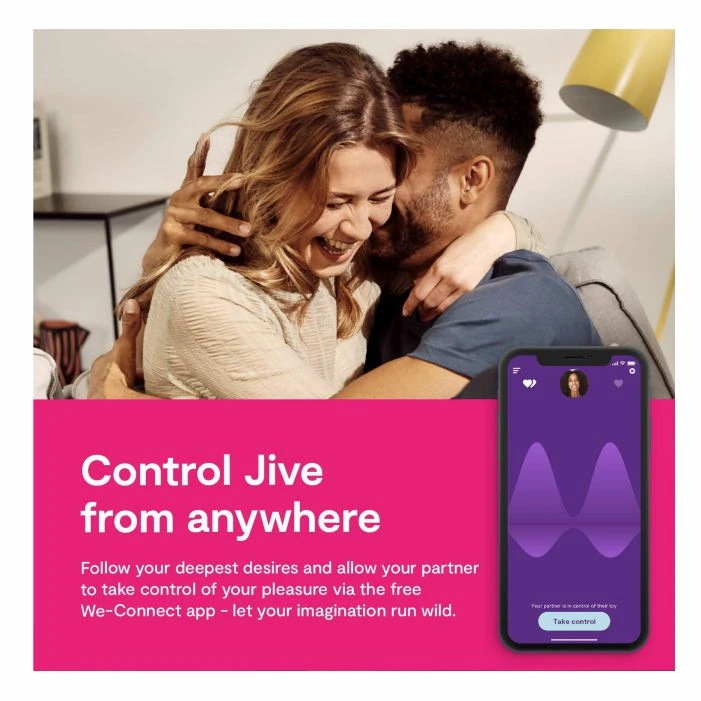 Control Jive
from anywhere
Follow your deepest desires and allow your partner
to take control of your pleasure via the free
We-Connect app - let your imagination run wild.
Your partner is in control of their toy
Take control